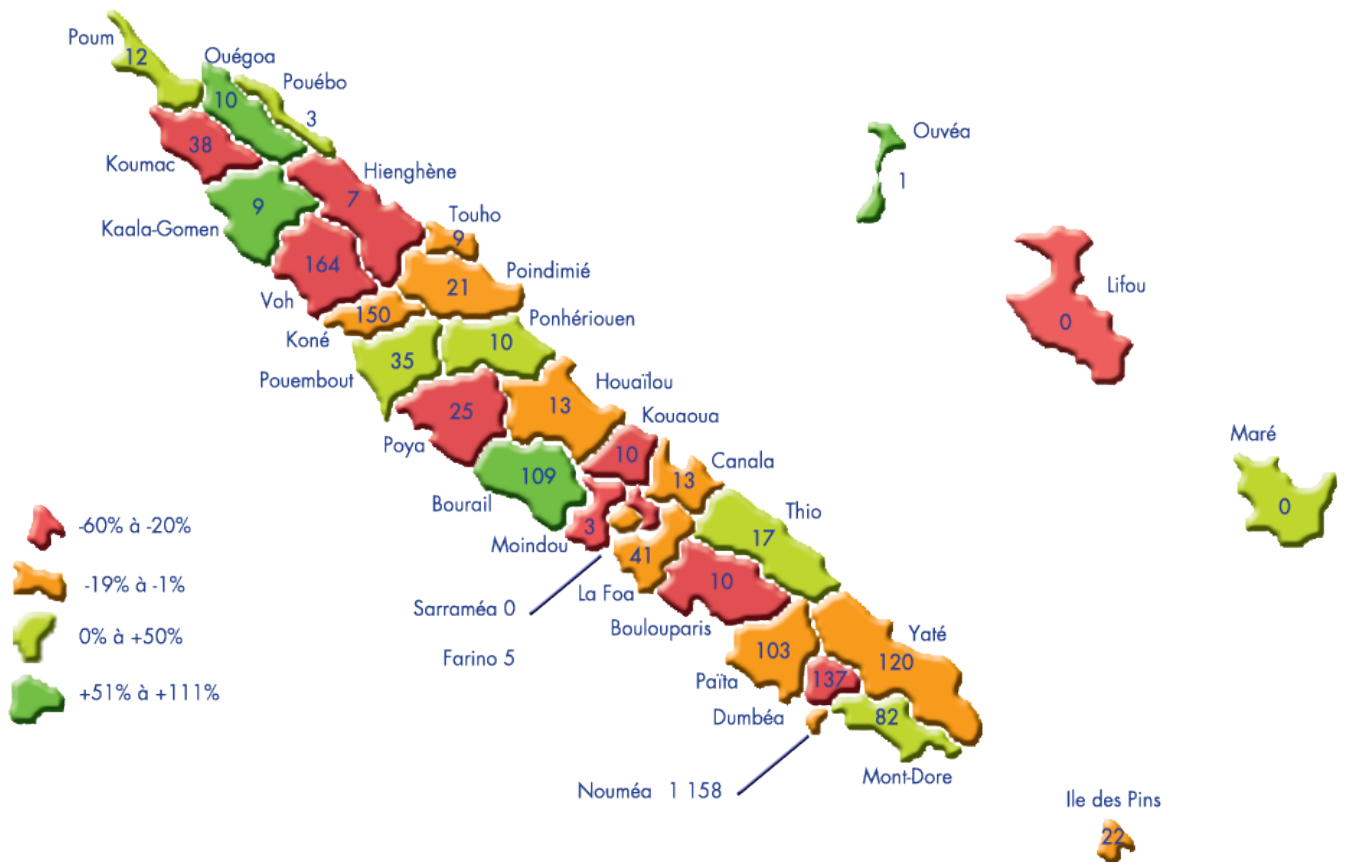 Poum
12
Ouégoa
10
Pouébo
3
Koumac
38
Hienghène
7
Kaala-Gomen
9
Touho
9
Voh
164
Poindimié
21
Koné
150
Ponhériouen
10
Pouembout
35
Houaïlou
13
Poya
25
Kouaoua
10
Canala
13
Bourail
109
Moindou
3
Thio
17
La Foa
41
Boulouparis
10
Sarraméa 0
Farino 5
Païta
103
Yaté
120
Dumbéa
137
Mont-Dore
82
Nouméa 1 158
Ile des Pins
22
Ouvéa
1
Lifou
0
Maré
0
-60% à -20%
-19% à -1%
0% à +50%
+51% à +111%